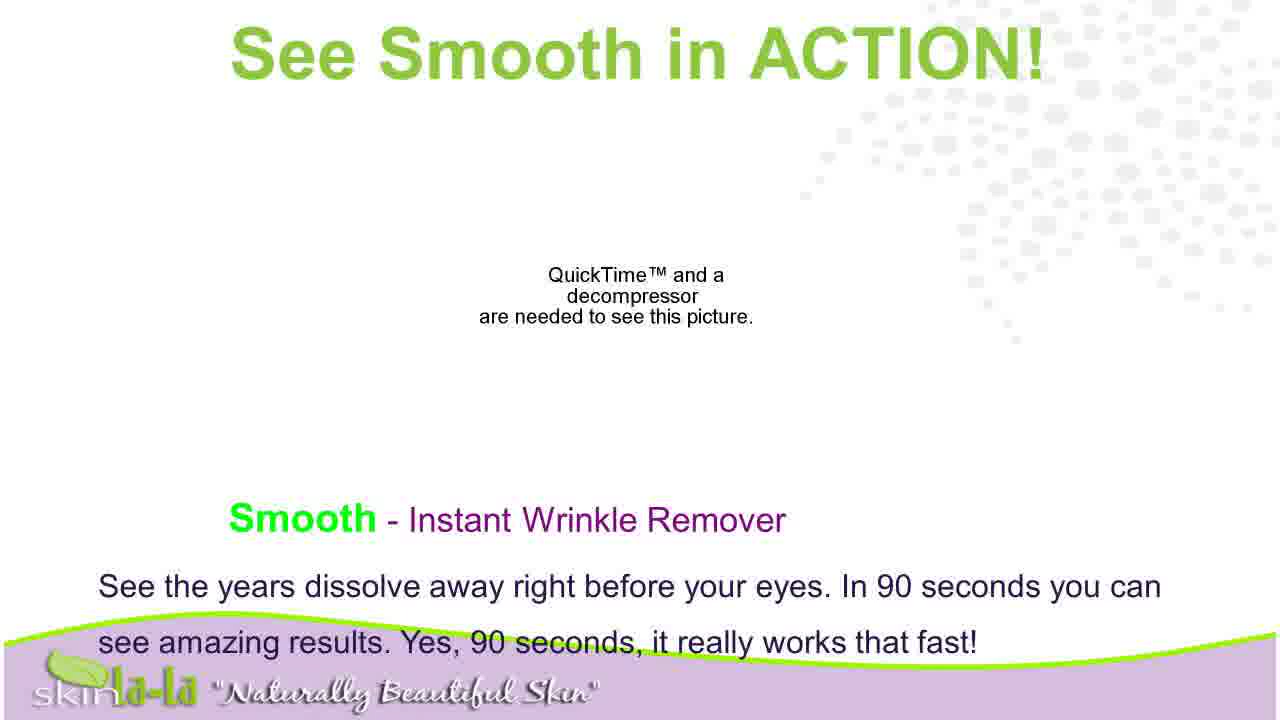 See Smooth in ACTION!
QuickTime™ and a
decompressor
are needed to see this picture.
Smooth - Instant Wrinkle Remover
See the years dissolve away right before your eyes. In 90 seconds you can
see amazing results. Yes, 90 seconds, it really works that fast!
skin lā-lā "Naturally Beautiful Skin"